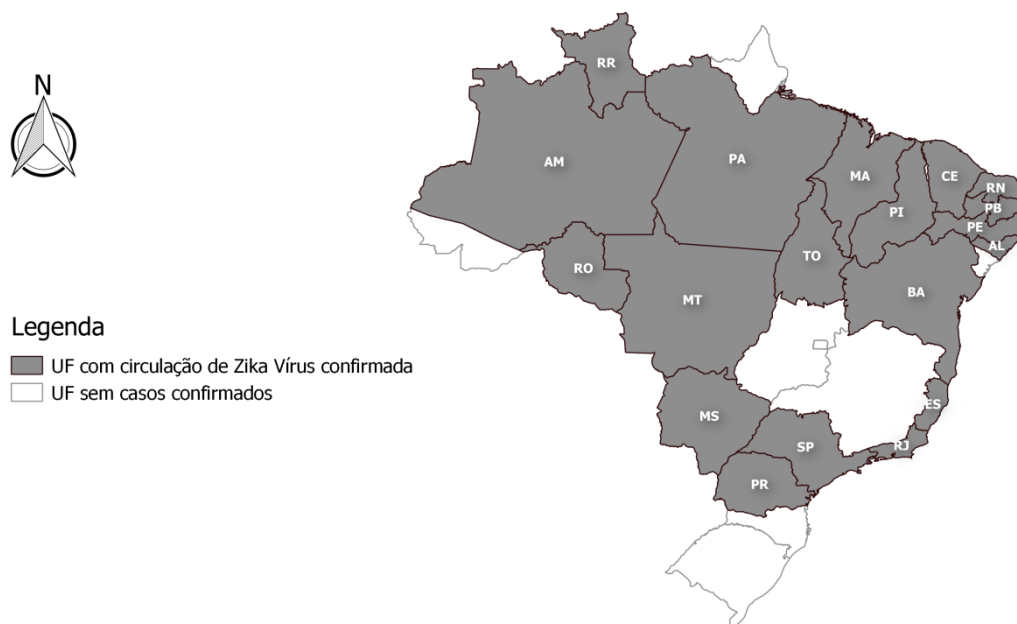 N
RR
AM
PA
MA
CE
RN
PB
PI
PE
AL
TO
RO
BA
MT
ES
MS
RJ
SP
PR
Legenda
UF com circulação de Zika Vírus confirmada
UF sem casos confirmados